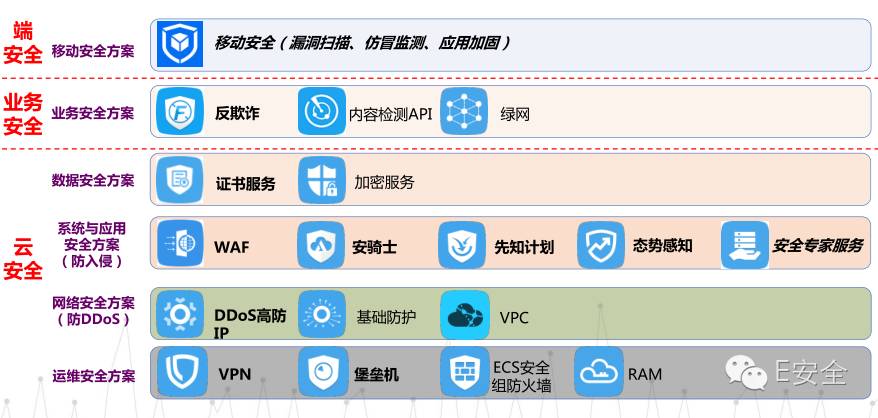 端
安全
移动安全方案
移动安全（漏洞扫描、仿冒监测、应用加固）
业务
安全
业务安全方案
反欺诈
内容检测API
绿网
云
安全
数据安全方案
证书服务
加密服务
系统与应用
安全方案
（防入侵）
WAF
安骑士
先知计划
态势感知
安全专家服务
网络安全方案
（防DDoS）
DDoS高防
IP
基础防护
VPC
运维安全方案
VPN
堡垒机
ECS安全
组防火墙
RAM
E安全